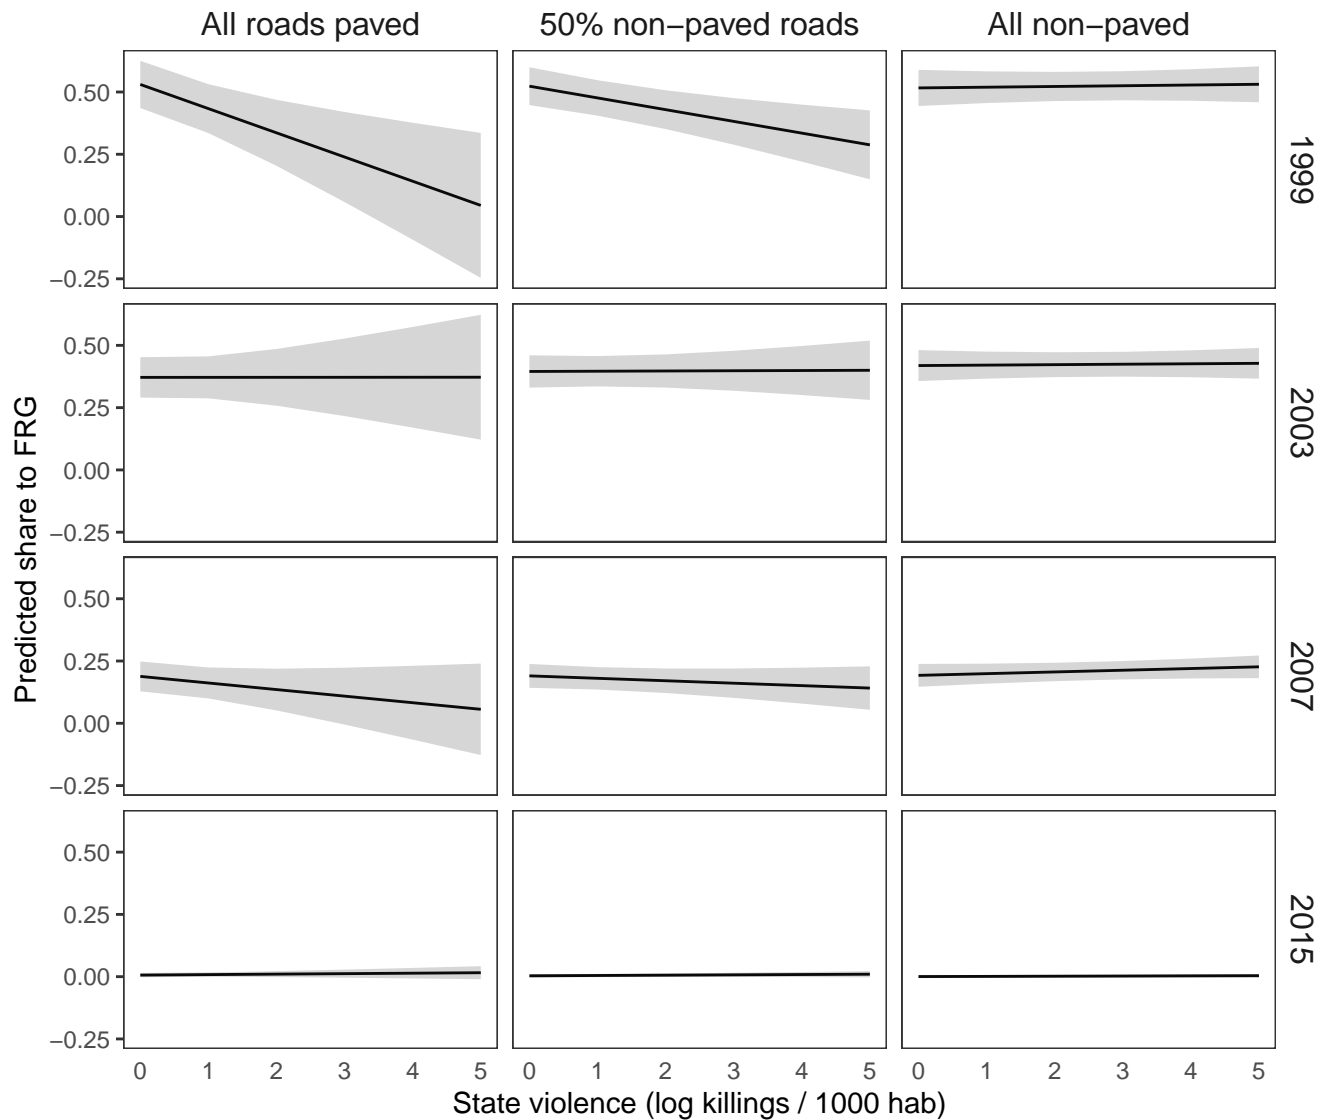 All roads paved
50% non−paved roads
All non−paved
0.50
0.25
0.00
−0.25
1999
0.50
0.25
0.00
−0.25
2003
Predicted share to FRG
0.50
0.25
0.00
−0.25
2007
0.50
0.25
0.00
−0.25
2015
0 1 2 3 4 5
0 1 2 3 4 5
0 1 2 3 4 5
State violence (log killings / 1000 hab)